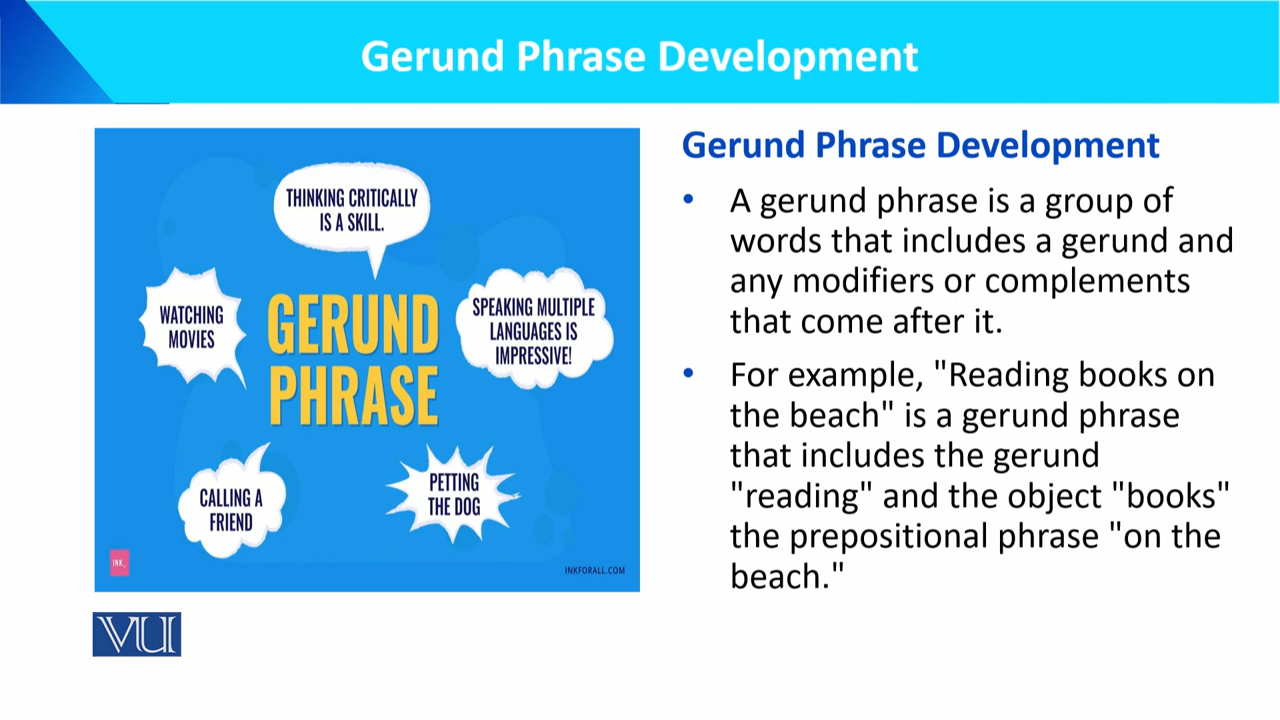 Gerund Phrase Development
THINKING CRITICALLY
IS A SKILL.
WATCHING
MOVIES
GERUND
PHRASE
SPEAKING MULTIPLE
LANGUAGES IS
IMPRESSIVE!
CALLING A
FRIEND
PETTING
THE DOG
INK_
INKFORALL.COM
VU
Gerund Phrase Development
• A gerund phrase is a group of
words that includes a gerund and
any modifiers or complements
that come after it.
• For example, "Reading books on
the beach" is a gerund phrase
that includes the gerund
"reading" and the object "books"
the prepositional phrase "on the
beach."